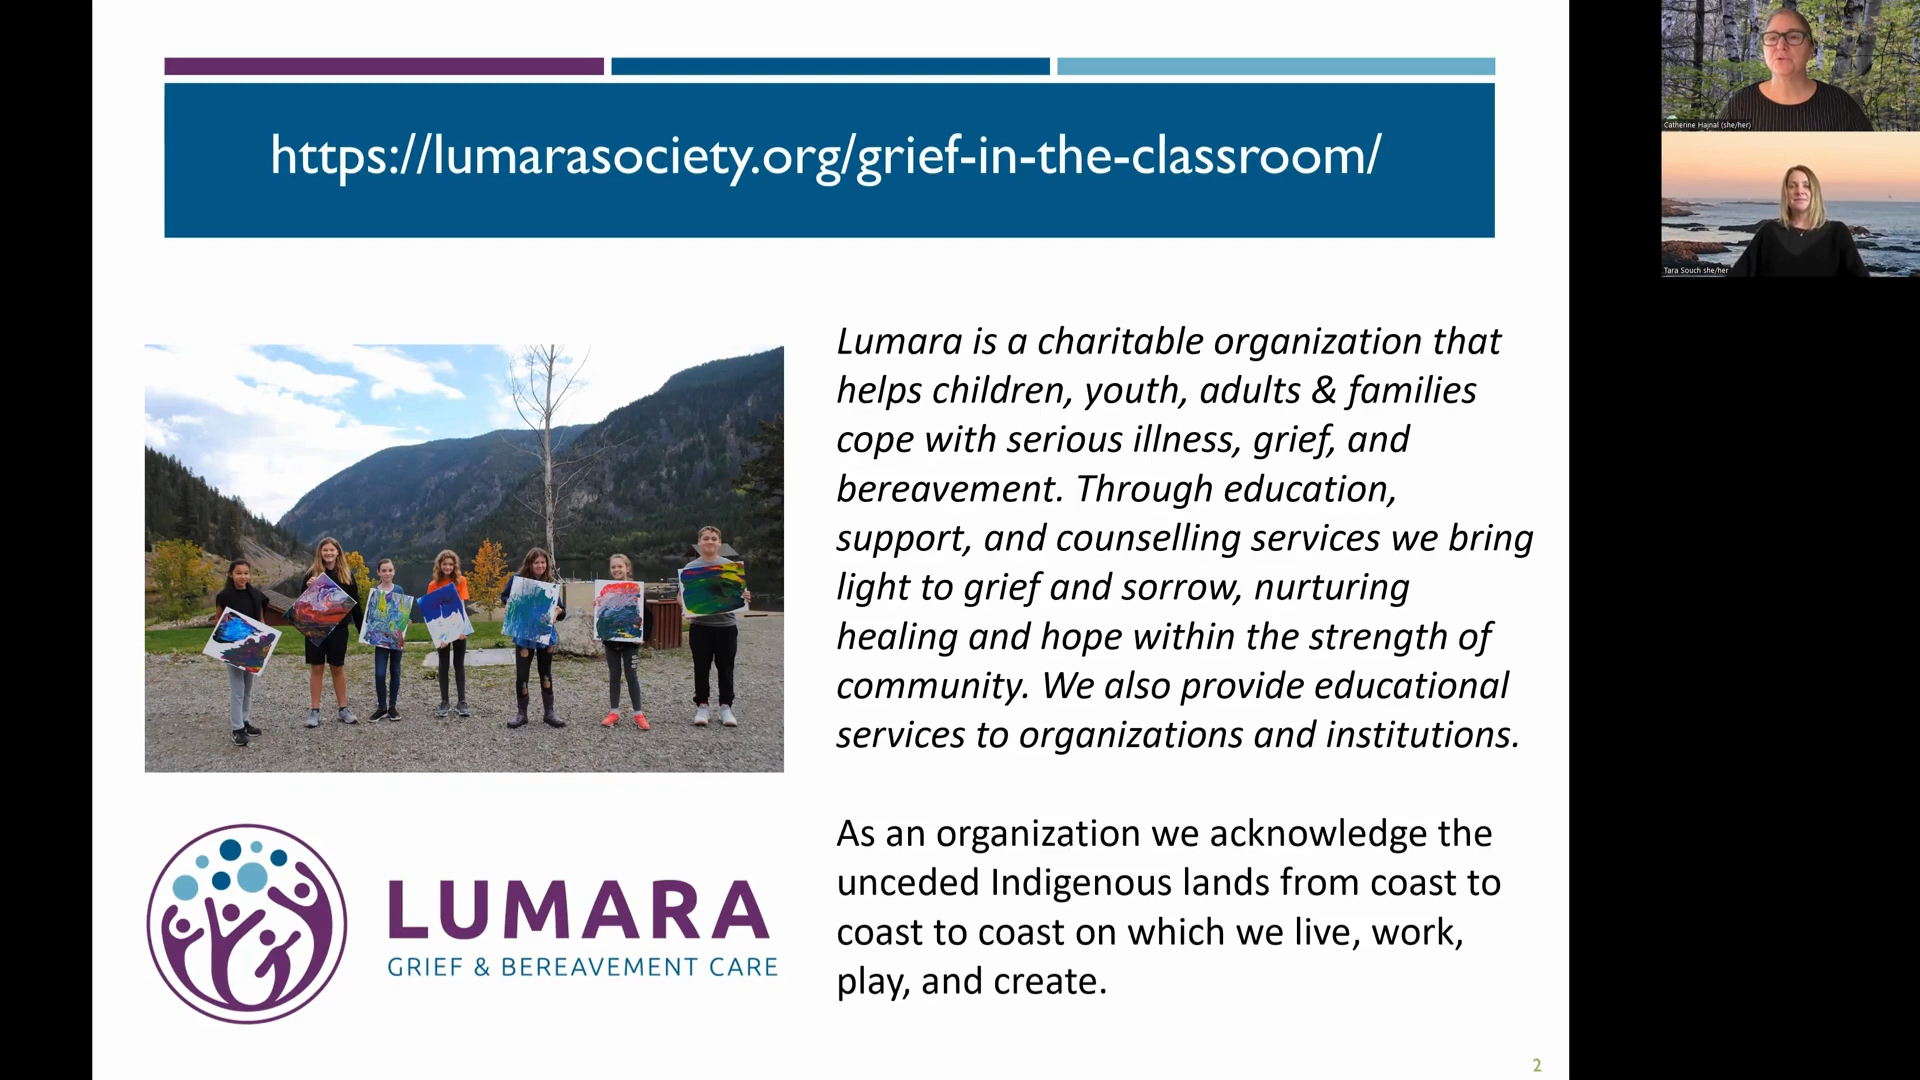 https://lumarasociety.org/grief-in-the-classroom/
Lumara is a charitable organization that
helps children, youth, adults & families
cope with serious illness, grief, and
bereavement. Through education,
support, and counselling services we bring
light to grief and sorrow, nurturing
healing and hope within the strength of
community. We also provide educational
services to organizations and institutions.
As an organization we acknowledge the
unceded Indigenous lands from coast to
coast to coast on which we live, work,
play, and create.
LUMARA
GRIEF & BEREAVEMENT CARE
2
Catherine Hajnal (she/her)
Tara Souch she/her